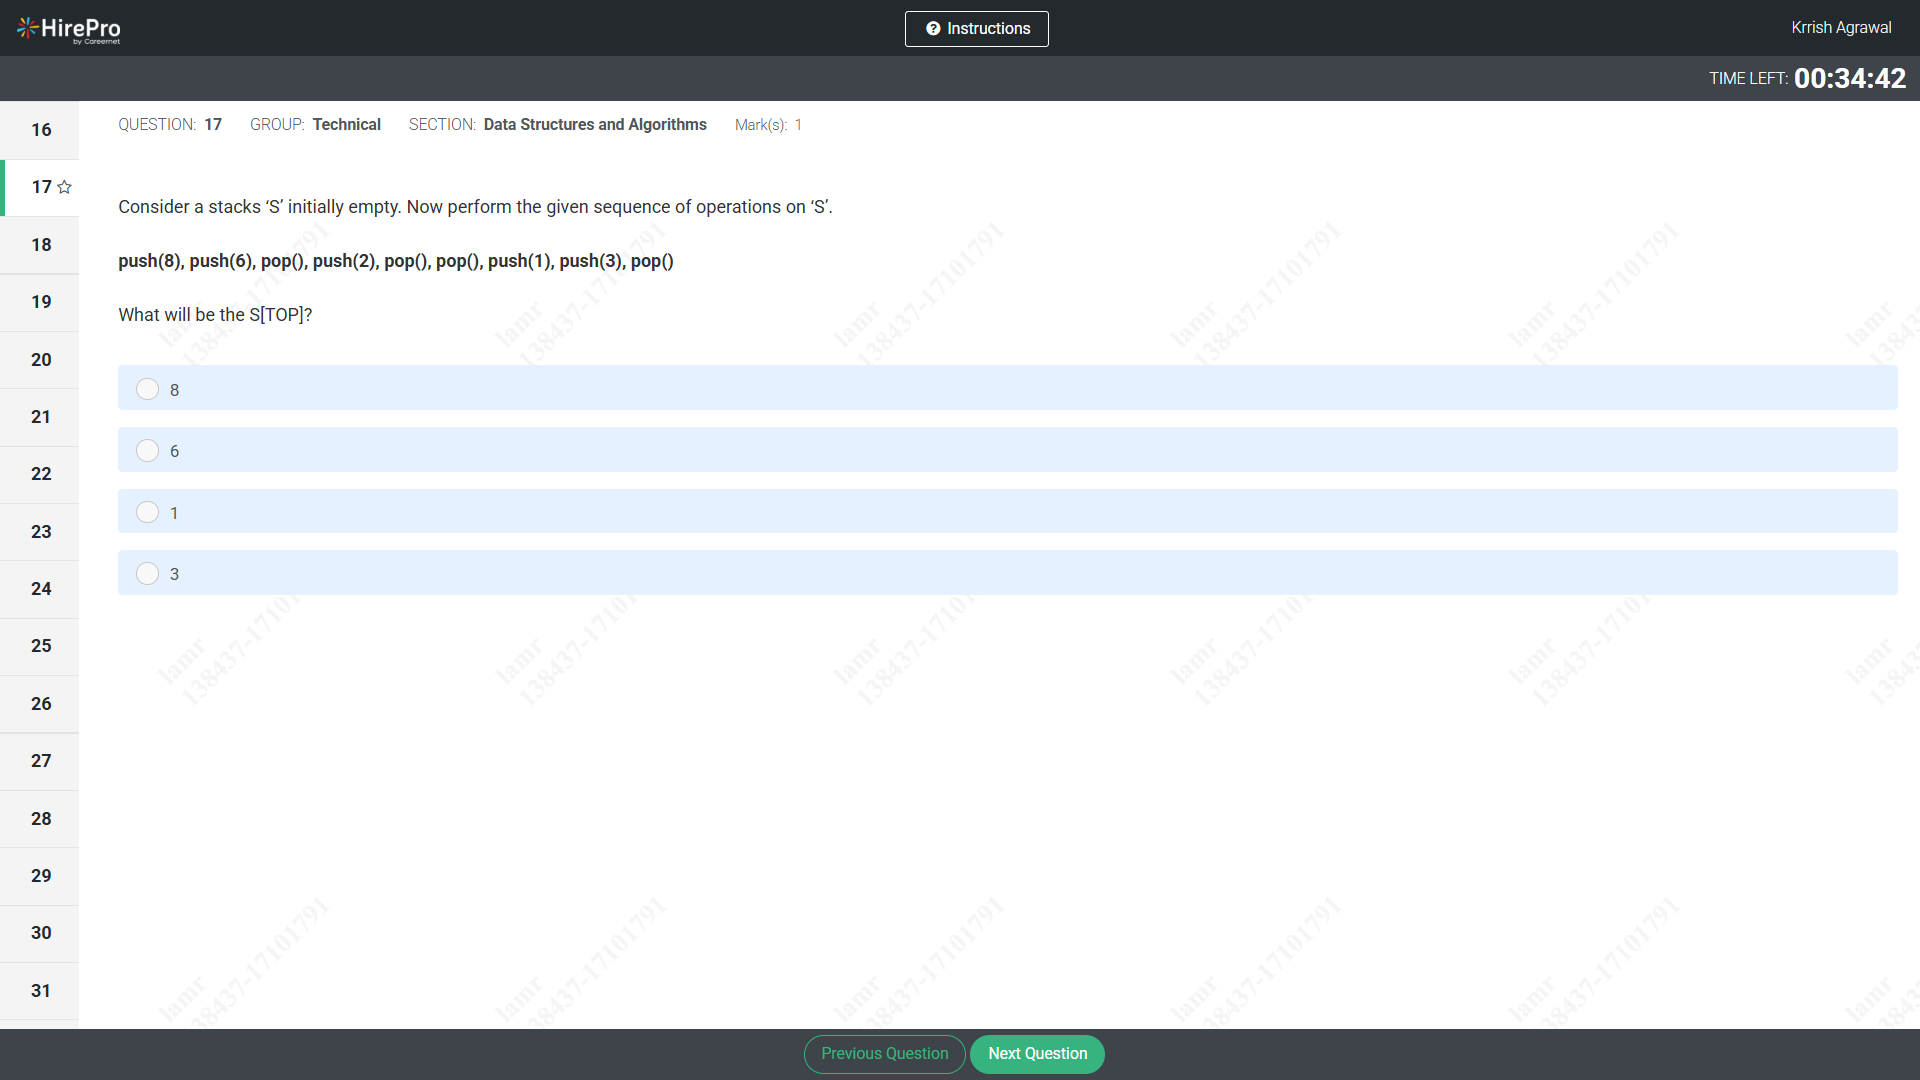 HirePro
by Careernet
Instructions
Krrish Agrawal
TIME LEFT: 00:34:42
16
17
18
19
20
21
22
23
24
25
26
27
28
29
30
31
QUESTION: 17 GROUP: Technical SECTION: Data Structures and Algorithms Mark(s): 1
Consider a stacks ‘S’ initially empty. Now perform the given sequence of operations on ‘S’.
push(8), push(6), pop(), push(2), pop(), pop(), push(1), push(3), pop()
What will be the S[TOP]?
8
6
1
3
lamr
138437-17101791
Previous Question
Next Question